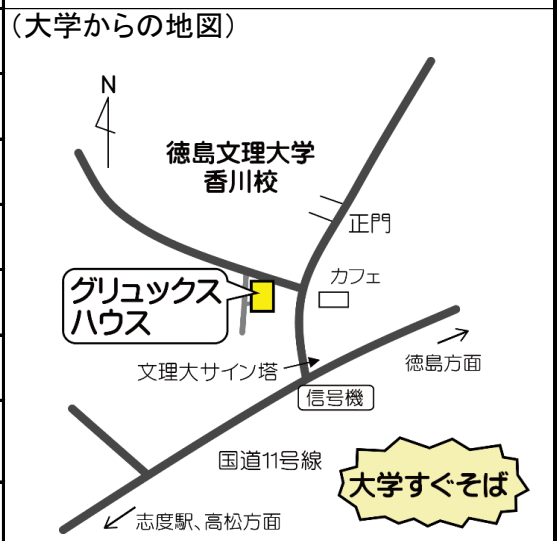 (大学からの地図)
N
徳島文理大学
香川校
正門
カフェ
グリュックス
ハウス
文理大サイン塔
徳島方面
信号機
国道11号線
大学すぐそば
志度駅、高松方面